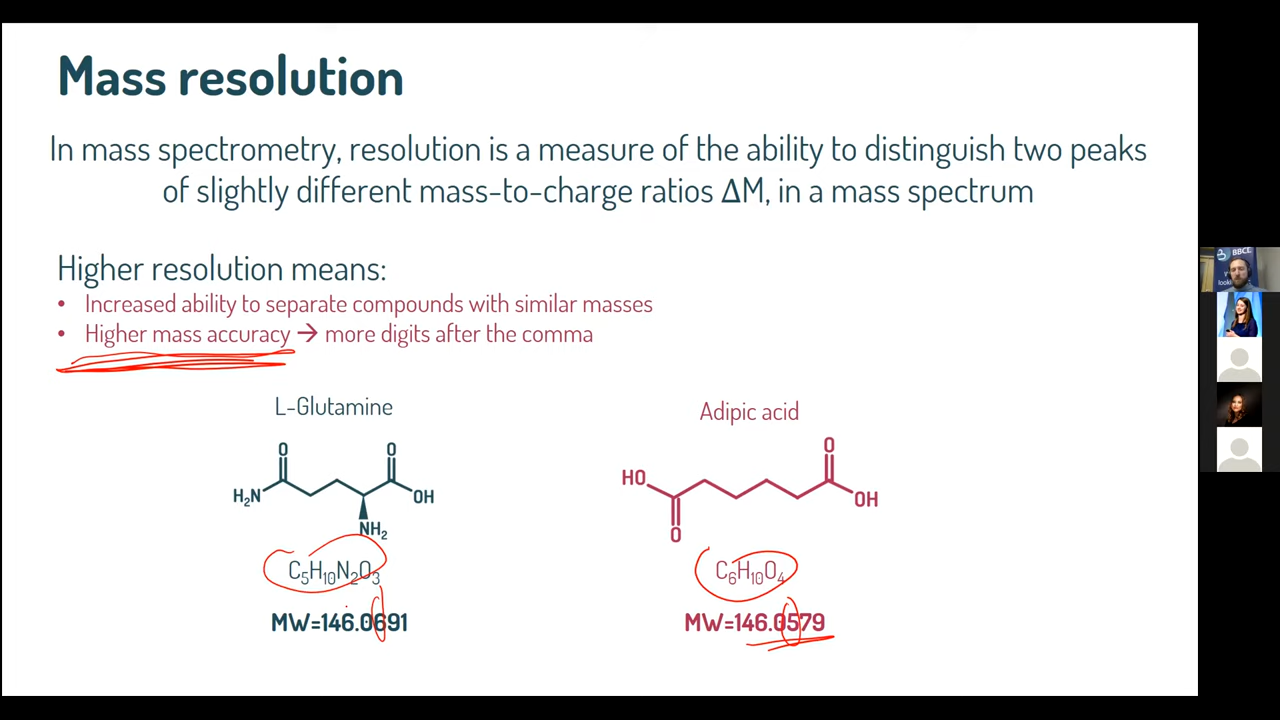 Mass resolution
In mass spectrometry, resolution is a measure of the ability to distinguish two peaks
of slightly different mass-to-charge ratios ΔM, in a mass spectrum
Higher resolution means:
• Increased ability to separate compounds with similar masses
• Higher mass accuracy → more digits after the comma
L-Glutamine
Adipic acid
O
O
H₂N
OH
NH₂
HO
O
O
OH
C₅H₁₀N₂O₃
C₆H₁₀O₄
MW=146.0691
MW=146.0579
BBCE